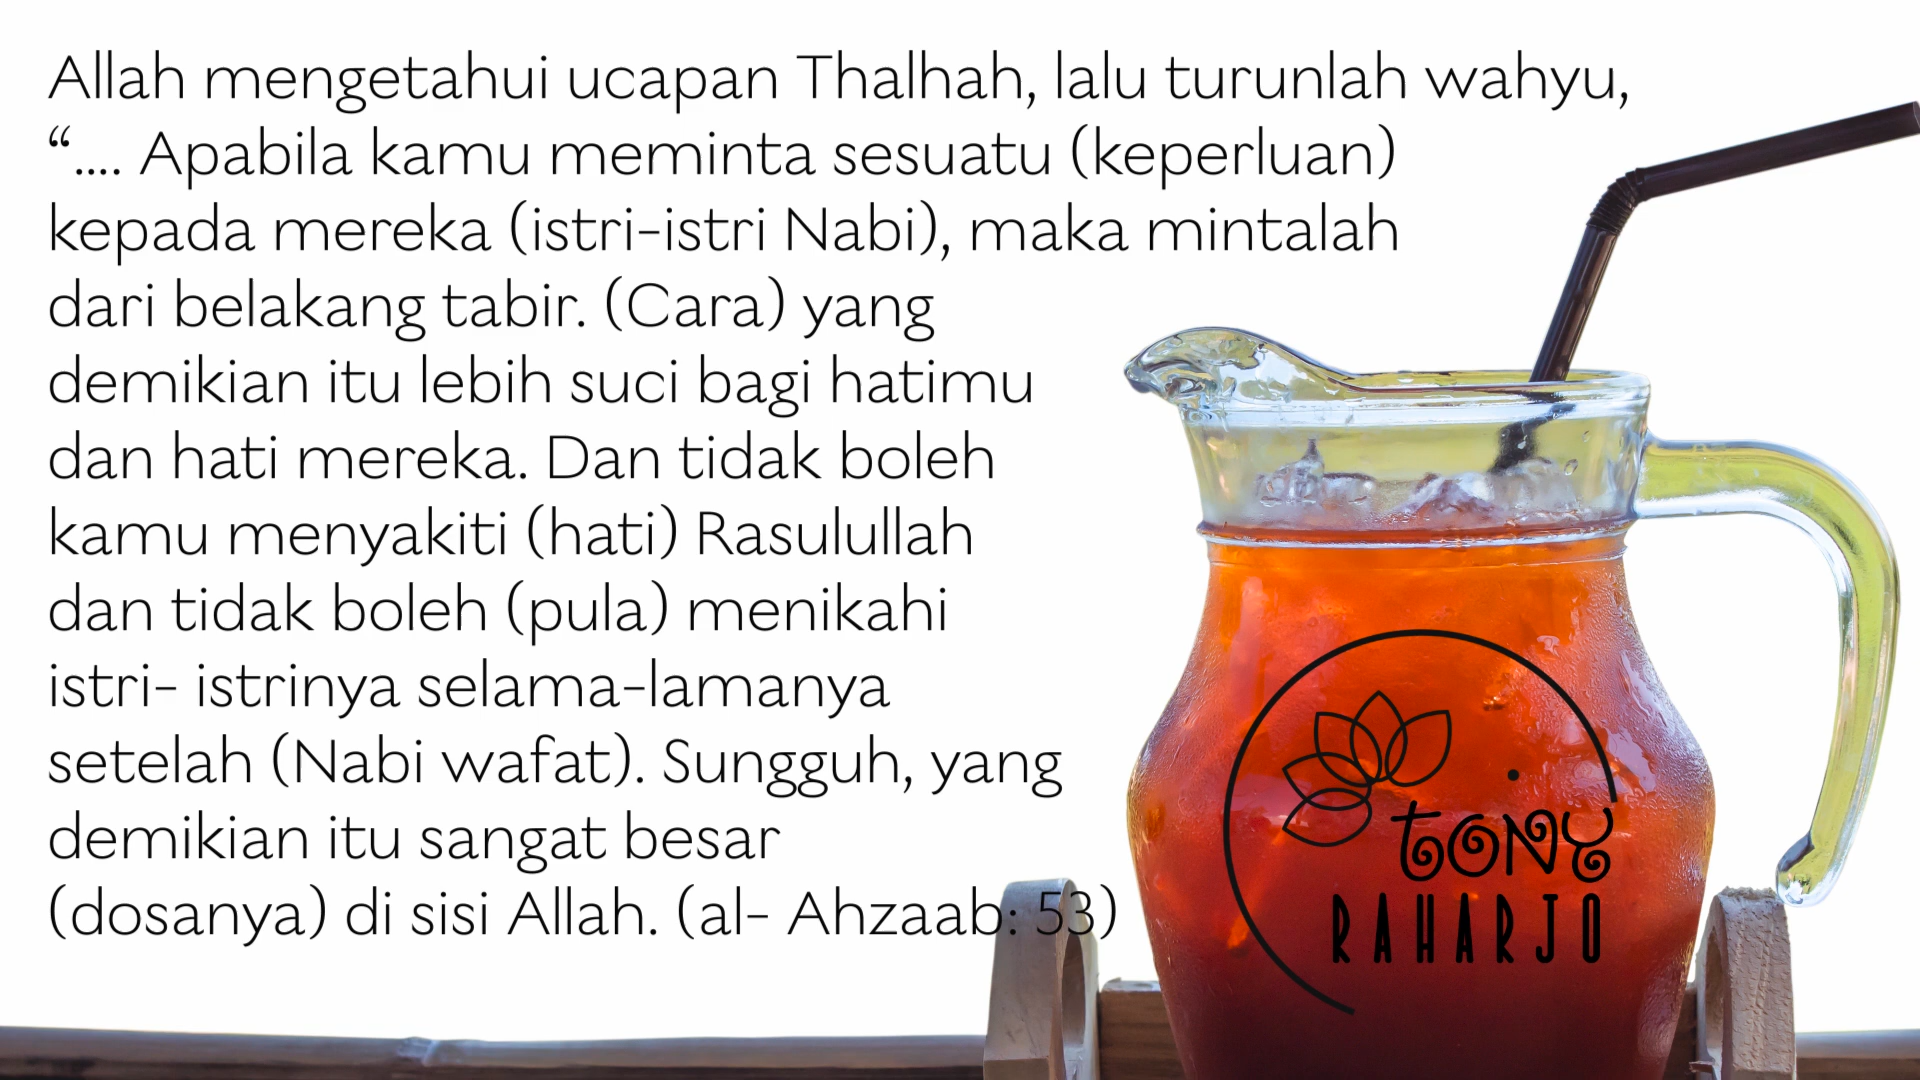 Allah mengetahui ucapan Thalhah, lalu turunlah wahyu,
“.... Apabila kamu meminta sesuatu (keperluan)
kepada mereka (istri-istri Nabi), maka mintalah
dari belakang tabir. (Cara) yang
demikian itu lebih suci bagi hatimu
dan hati mereka. Dan tidak boleh
kamu menyakiti (hati) Rasulullah
dan tidak boleh (pula) menikahi
istri- istrinya selama-lamanya
setelah (Nabi wafat). Sungguh, yang
demikian itu sangat besar
(dosanya) di sisi Allah. (al- Ahzaab: 53)
tony
RAHARJO